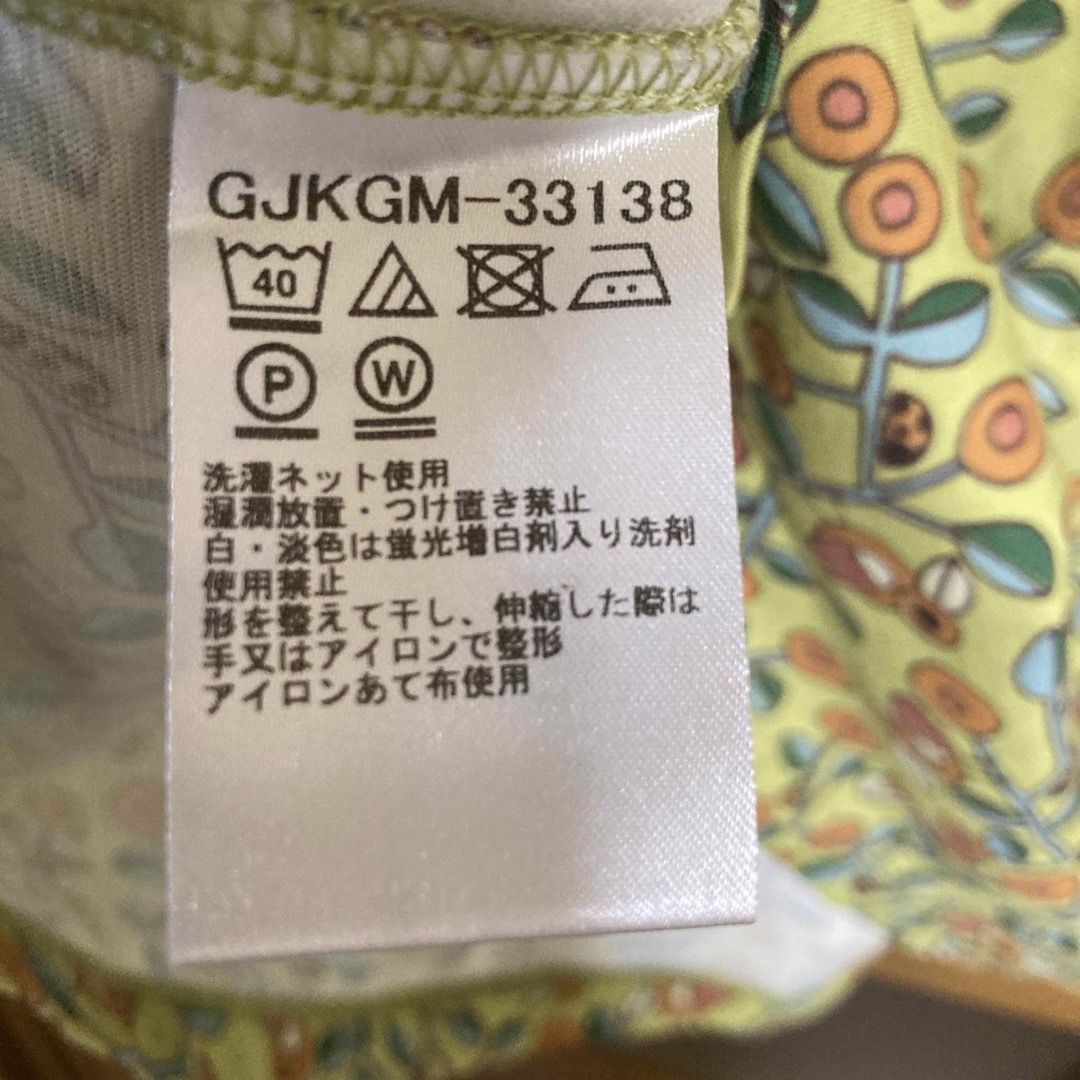 GJKGM-33138
40
P W
洗濯ネット使用
湿潤放置・つけ置き禁止
白・淡色は蛍光増白剤入り洗剤
使用禁止
形を整えて干し、伸縮した際は
手又はアイロンで整形
アイロンあて布使用